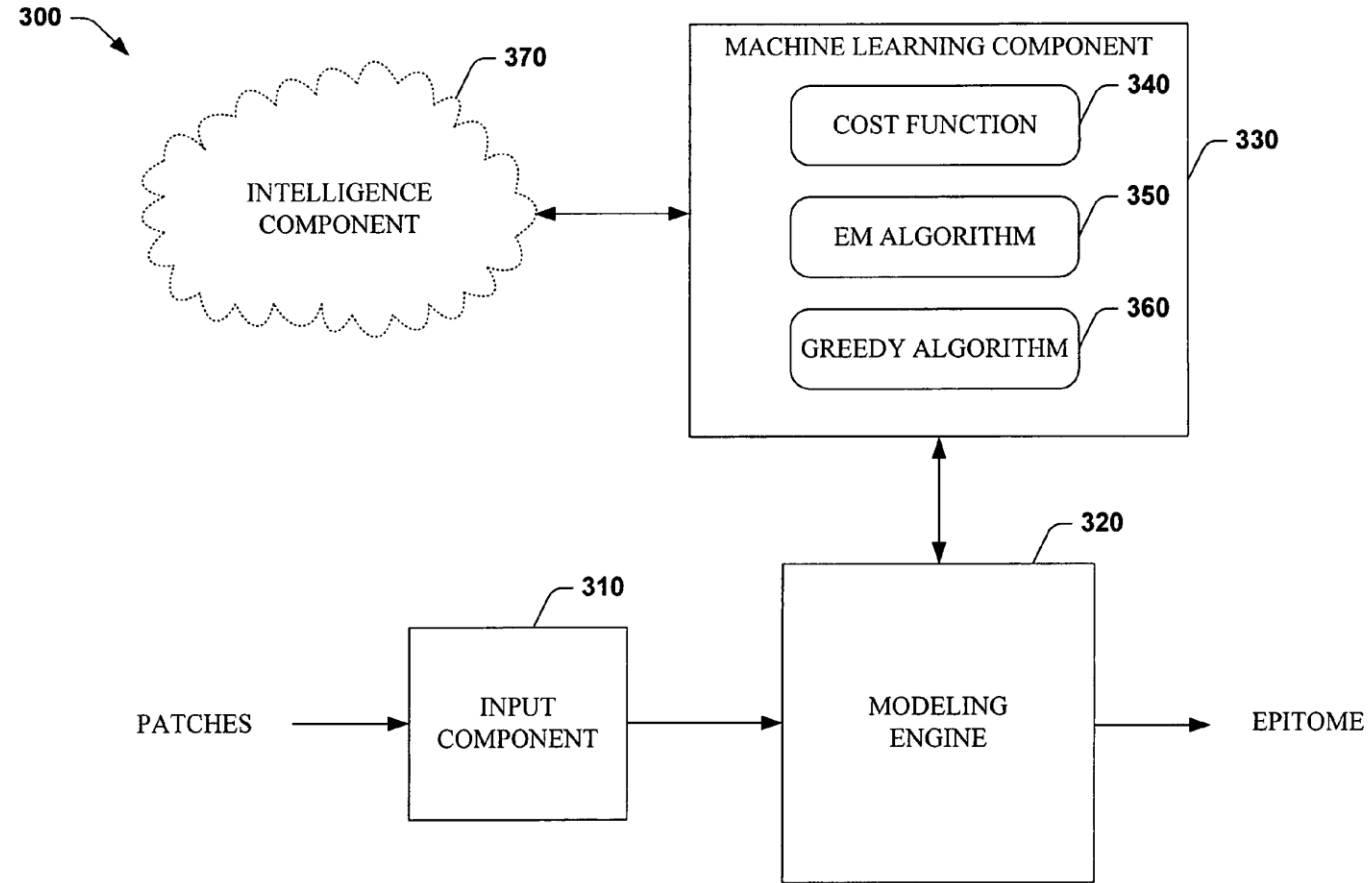 300
370
INTELLIGENCE
COMPONENT
MACHINE LEARNING COMPONENT
340
COST FUNCTION
330
350
EM ALGORITHM
360
GREEDY ALGORITHM
320
310
PATCHES
INPUT
COMPONENT
MODELING
ENGINE
EPITOME